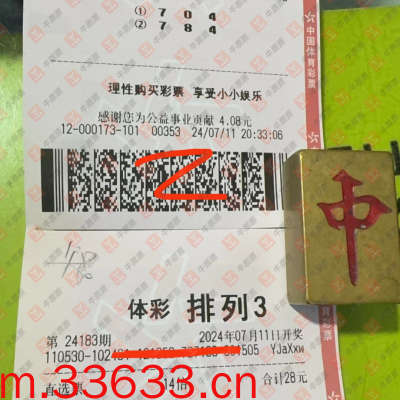 ① 7 0 4
② 7 8 4
中国体育彩票
理性购买彩票 享受小小娱乐
感谢您为公益事业贡献 4.08元
12-000173-101 00353 24/07/11 20:33:06
中
体彩 排列3
第 24183期 2024年07月11日开奖
110530-102 505 YJaXxw
直选票 14倍 合计28元
m.33633.cn